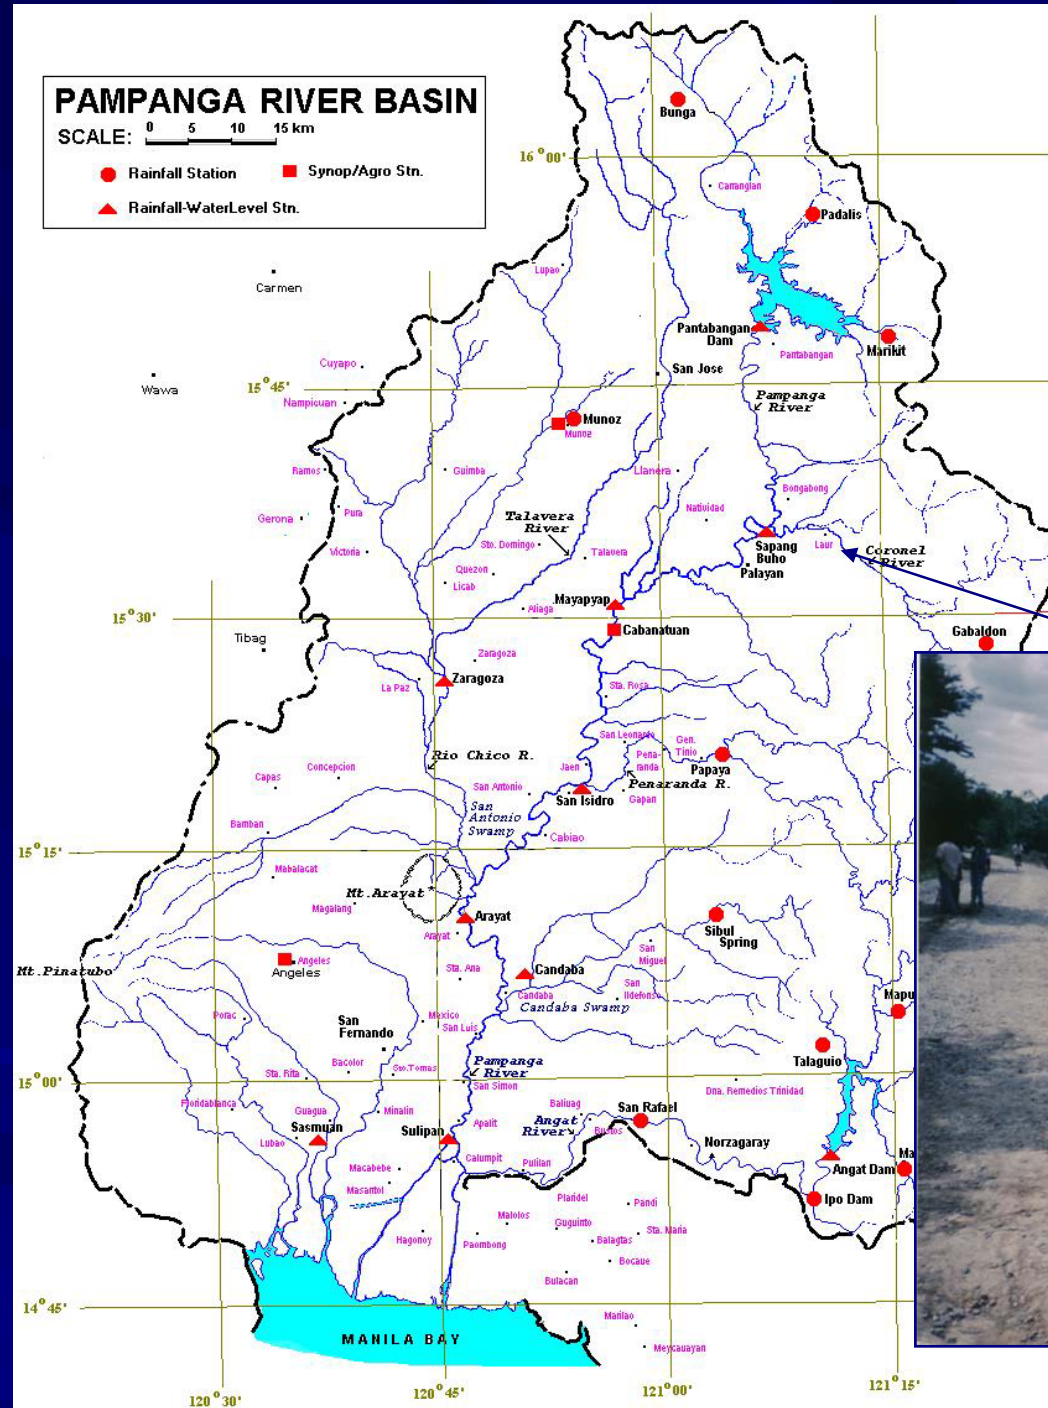 PAMPANGA RIVER BASIN
SCALE: 0 5 10 15 km
Rainfall Station
Synop/Agro Stn.
Rainfall-WaterLevel Stn.
Bunga
16°00'
Carranglan
Padalis
Lupao
Carmen
Pantabangan
Dam
Pantabangan
Marikit
Cuyapo
San Jose
Wawa
15°45'
Nampicuan
Pampanga
River
Munoz
Munoz
Ramos
Guimba
Llanera
Bongabong
Gerona
Pura
Talavera
River
Natividad
Victoria
Sto. Domingo
Talavera
Sapang
Buho
Laur
Coronel
River
Quezon
Licab
Palayan
Mayapyap
Aliaga
15°30'
Cabanatuan
Gabaldon
Tibag
Zaragoza
La Paz
Zaragoza
Sta. Rosa
San Leonardo
Gen.
Tinio
Rio Chico R.
Pena-
randa
Papaya
Concepcion
Capas
Jaen
Penaranda R.
San Antonio
San Isidro
Gapan
San
Antonio
Swamp
Bamban
Cabiao
15°15'
Mabalacat
Mt.Arayat
Magalang
Arayat
Arayat
Sibul
Spring
San
Miguel
Mt.Pinatubo
Angeles
Angeles
Sta. Ana
Candaba
San
Ildefonso
Candaba
Candaba Swamp
Mapu
Porac
San
Fernando
Mexico
San Luis
Talaguio
Bacolor
Sto.Tomas
Pampanga
River
Sta. Rita
15°00'
San Simon
Dna. Remedios Trinidad
Floridablanca
Guagua
Minalin
Baliuag
San Rafael
Sasmuan
Sulipan
Apalit
Angat
River
Bustos
Lubao
Norzagaray
Ma
Macabebe
Calumpit
Pulilan
Angat Dam
Masantol
Ipo Dam
Plaridel
Pandi
Malolos
Guguinto
Sta. Maria
Hagonoy
Paombong
Balagtas
Bocaue
Bulacan
14°45'
Marilao
MANILA BAY
Meycauayan
120°30'
120°45'
121°00'
121°15'